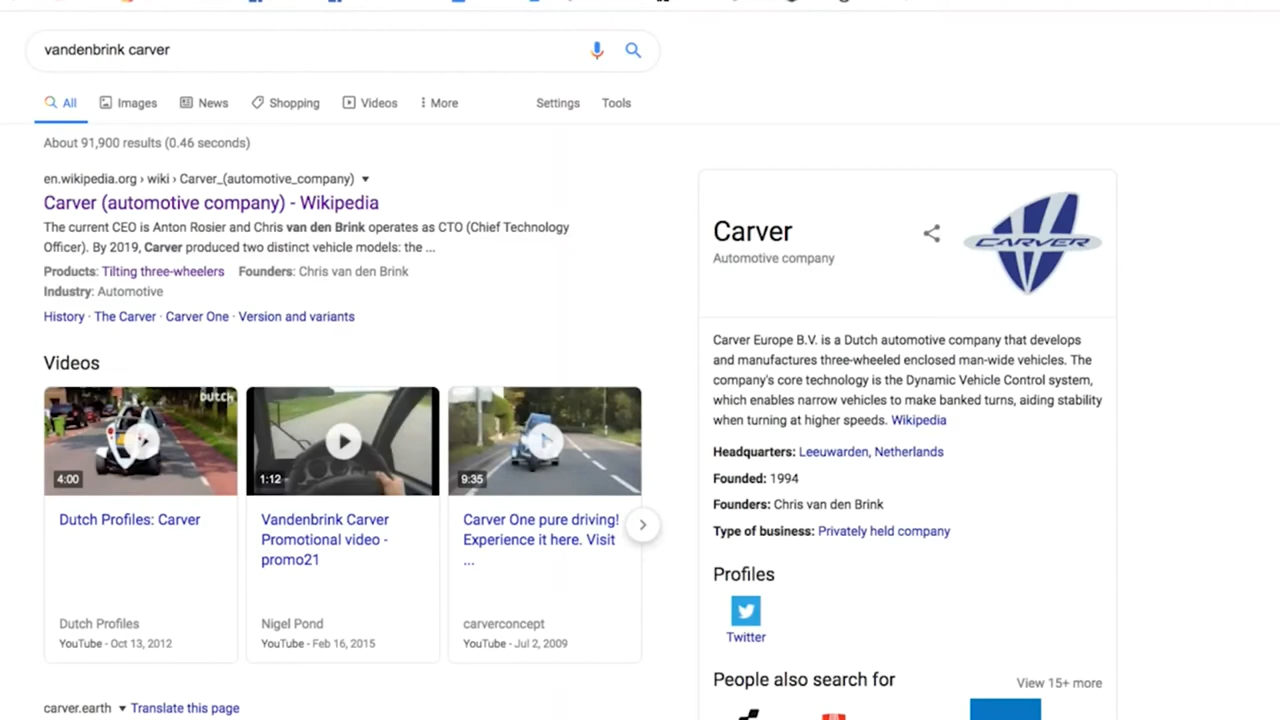 vandenbrink carver
All
Images
News
Shopping
Videos
More
Settings
Tools
About 91,900 results (0.46 seconds)
en.wikipedia.org › wiki › Carver_(automotive_company)
Carver (automotive company) - Wikipedia
The current CEO is Anton Rosier and Chris van den Brink operates as CTO (Chief Technology
Officer). By 2019, Carver produced two distinct vehicle models: the ...
Products: Tilting three-wheelers Founders: Chris van den Brink
Industry: Automotive
History · The Carver · Carver One · Version and variants
Videos
DUTCH
4:00
1:12
9:35
Dutch Profiles: Carver
Dutch Profiles
YouTube - Oct 13, 2012
Vandenbrink Carver
Promotional video -
promo21
Nigel Pond
YouTube - Feb 16, 2015
Carver One pure driving!
Experience it here. Visit
...
carverconcept
YouTube - Jul 2, 2009
carver.earth
Translate this page
Carver
Automotive company
CARVER
Carver Europe B.V. is a Dutch automotive company that develops
and manufactures three-wheeled enclosed man-wide vehicles. The
company's core technology is the Dynamic Vehicle Control system,
which enables narrow vehicles to make banked turns, aiding stability
when turning at higher speeds. Wikipedia
Headquarters: Leeuwarden, Netherlands
Founded: 1994
Founders: Chris van den Brink
Type of business: Privately held company
Profiles
Twitter
People also search for
View 15+ more